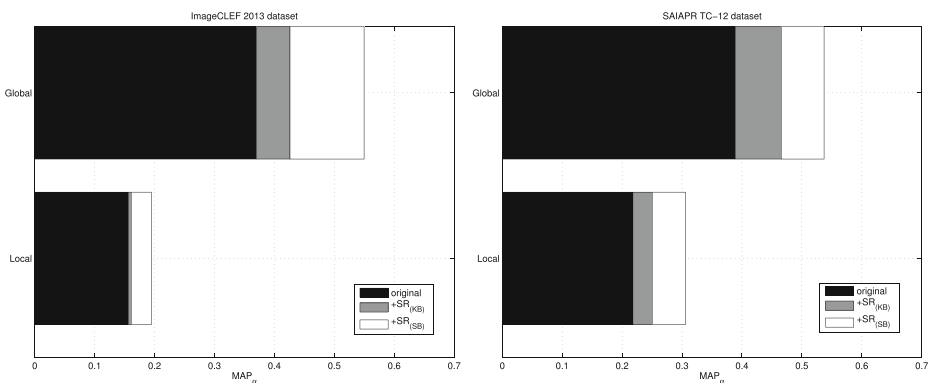 ImageCLEF 2013 dataset
Global
Local
original
+SR(KB)
+SR(SB)
0 0.1 0.2 0.3 0.4 0.5 0.6 0.7
MAPα
SAIAPR TC−12 dataset
Global
Local
original
+SR(KB)
+SR(SB)
0 0.1 0.2 0.3 0.4 0.5 0.6 0.7
MAPα